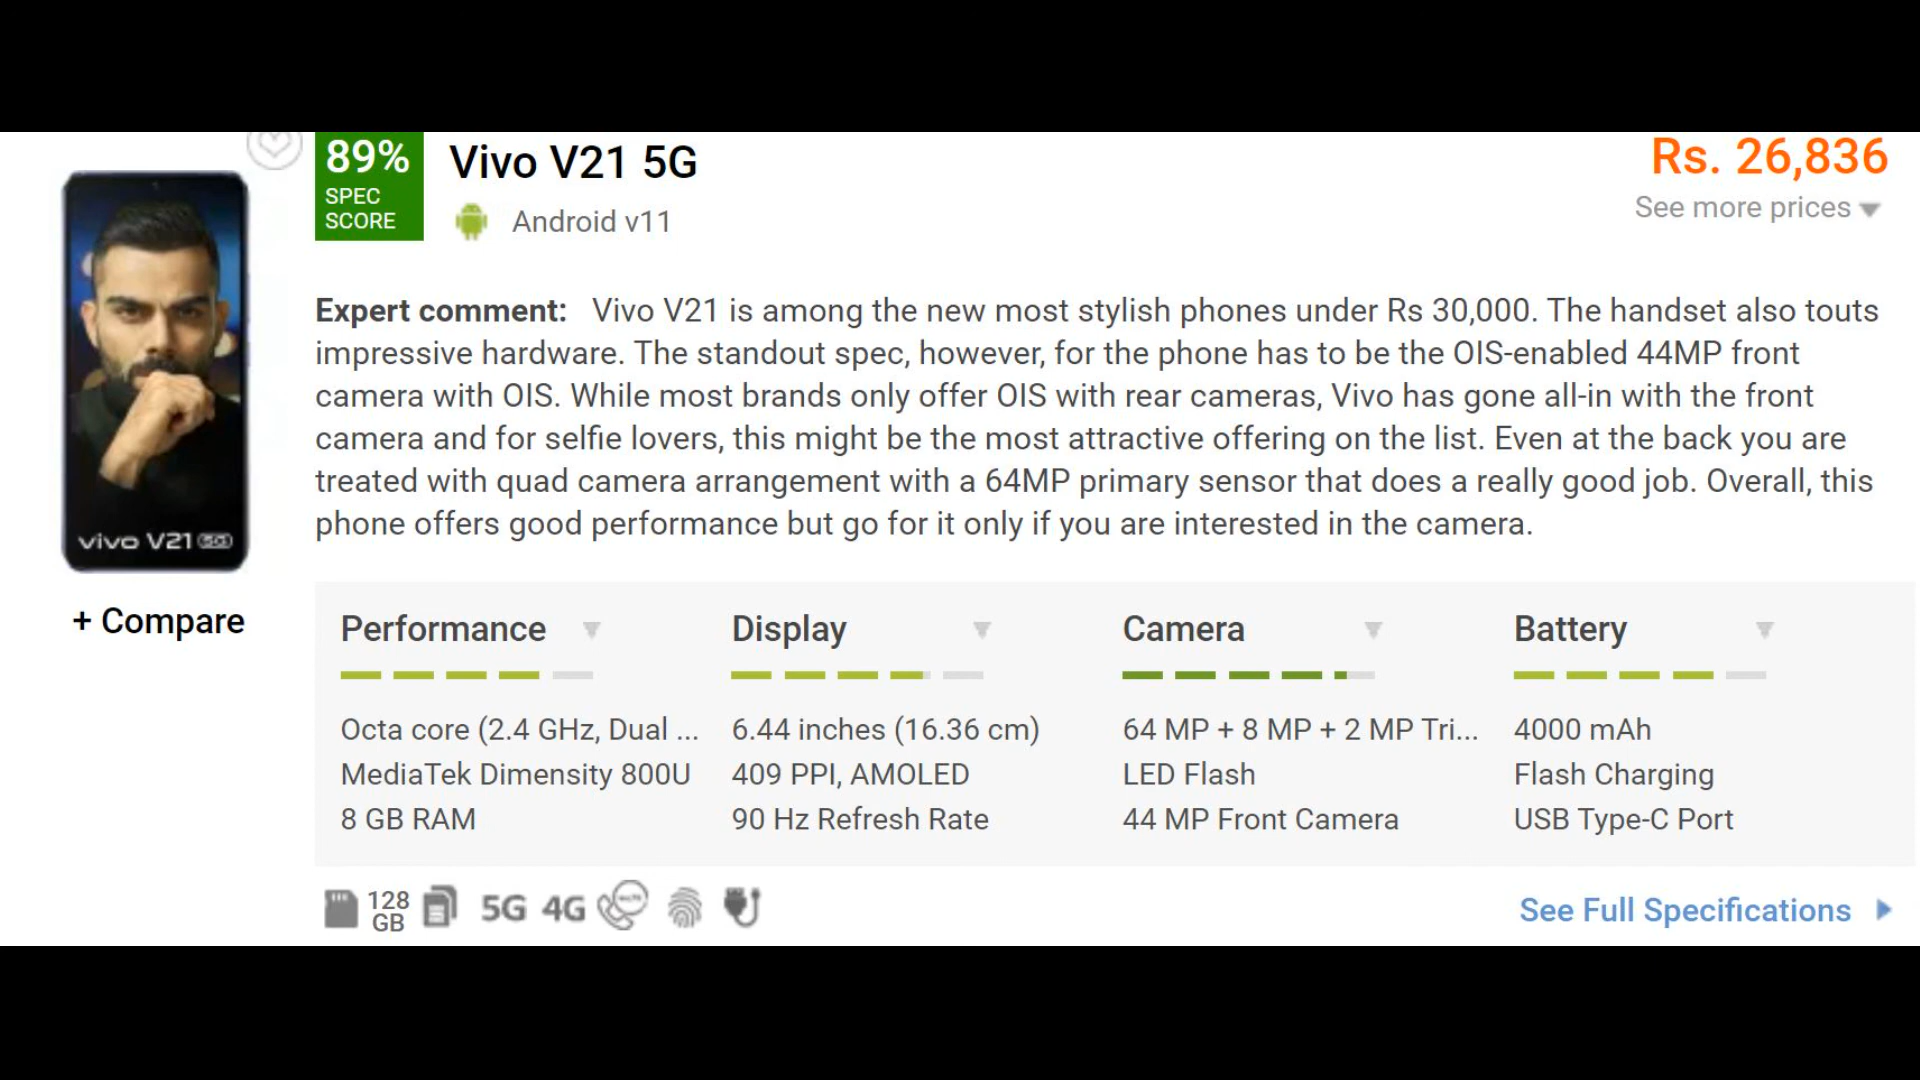 89%
SPEC
SCORE
Vivo V21 5G
Android v11
Rs. 26,836
See more prices
Expert comment: Vivo V21 is among the new most stylish phones under Rs 30,000. The handset also touts
impressive hardware. The standout spec, however, for the phone has to be the OIS-enabled 44MP front
camera with OIS. While most brands only offer OIS with rear cameras, Vivo has gone all-in with the front
camera and for selfie lovers, this might be the most attractive offering on the list. Even at the back you are
treated with quad camera arrangement with a 64MP primary sensor that does a really good job. Overall, this
phone offers good performance but go for it only if you are interested in the camera.
vivo V21 5G
+ Compare
Performance
Octa core (2.4 GHz, Dual ...
MediaTek Dimensity 800U
8 GB RAM
Display
6.44 inches (16.36 cm)
409 PPI, AMOLED
90 Hz Refresh Rate
Camera
64 MP + 8 MP + 2 MP Tri...
LED Flash
44 MP Front Camera
Battery
4000 mAh
Flash Charging
USB Type-C Port
128
GB
5G 4G
See Full Specifications